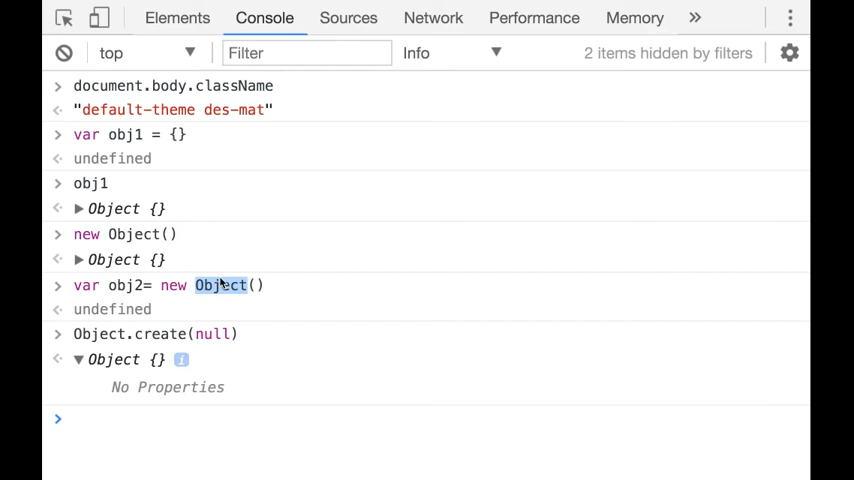 Elements Console Sources Network Performance Memory »
top Filter Info 2 items hidden by filters
> document.body.className
"default-theme des-mat"
> var obj1 = {}
undefined
> obj1
Object {}
> new Object()
Object {}
> var obj2= new Object()
undefined
> Object.create(null)
Object {} i
No Properties
>